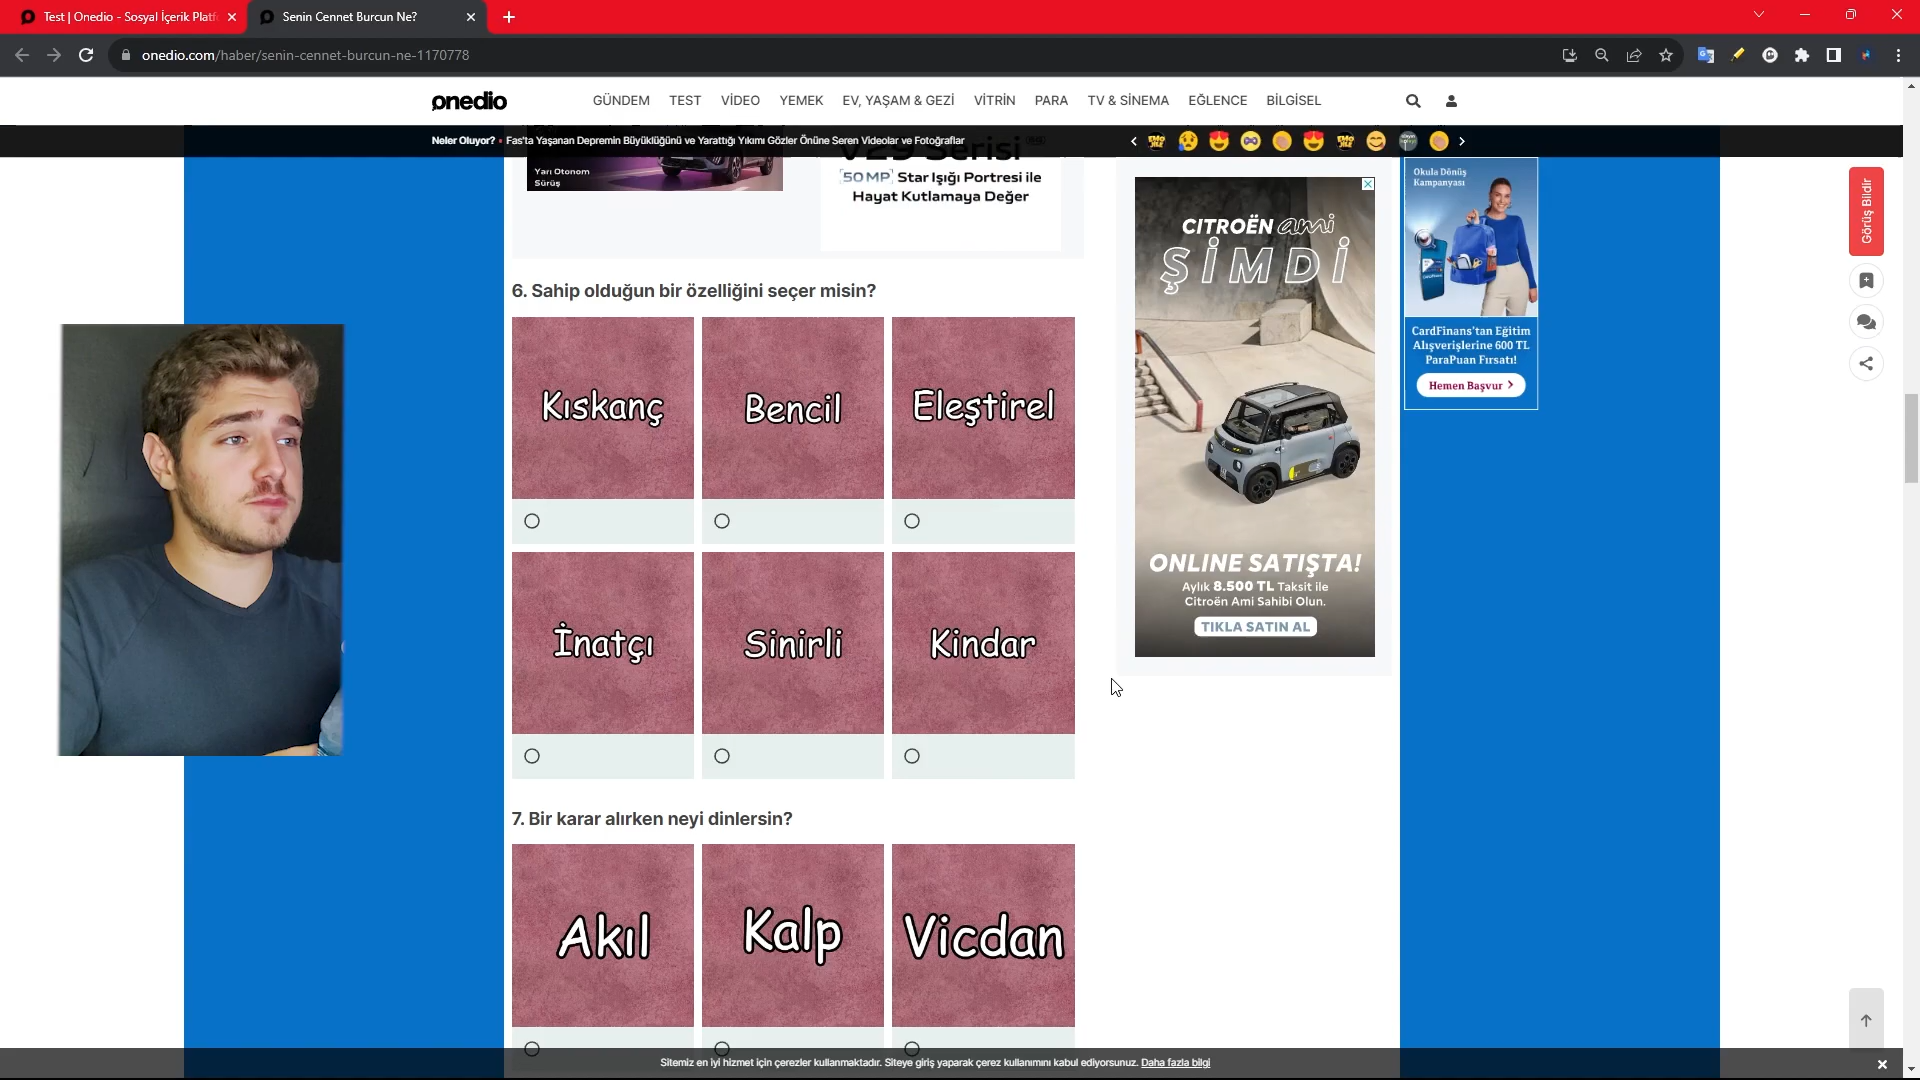 Test | Onedio - Sosyal İçerik Platf
Senin Cennet Burcun Ne?
onedio.com/haber/senin-cennet-burcun-ne-1170778
onedio
GÜNDEM TEST VİDEO YEMEK EV, YAŞAM & GEZİ VİTRİN PARA TV & SİNEMA EĞLENCE BİLGİSEL
Neler Oluyor? • Fas'ta Yaşanan Depremin Büyüklüğünü ve Yarattığı Yıkımı Gözler Önüne Seren Videolar ve Fotoğraflar
Yarı Otonom
Sürüş
V29 Serisi
50 MP Star Işığı Portresi ile
Hayat Kutlamaya Değer
6. Sahip olduğun bir özelliğini seçer misin?
Kıskanç
Bencil
Eleştirel
İnatçı
Sinirli
Kindar
7. Bir karar alırken neyi dinlersin?
Akıl
Kalp
Vicdan
CITROËN ami
ŞİMDİ
ONLINE SATIŞTA!
Aylık 8.500 TL Taksit ile
Citroën Ami Sahibi Olun.
TIKLA SATIN AL
Okula Dönüş
Kampanyası
CardFinans'tan Eğitim
Alışverişlerine 600 TL
ParaPuan Fırsatı!
Hemen Başvur
Görüş Bildir
Sitemiz en iyi hizmet için çerezler kullanmaktadır. Siteye giriş yaparak çerez kullanımını kabul ediyorsunuz. Daha fazla bilgi